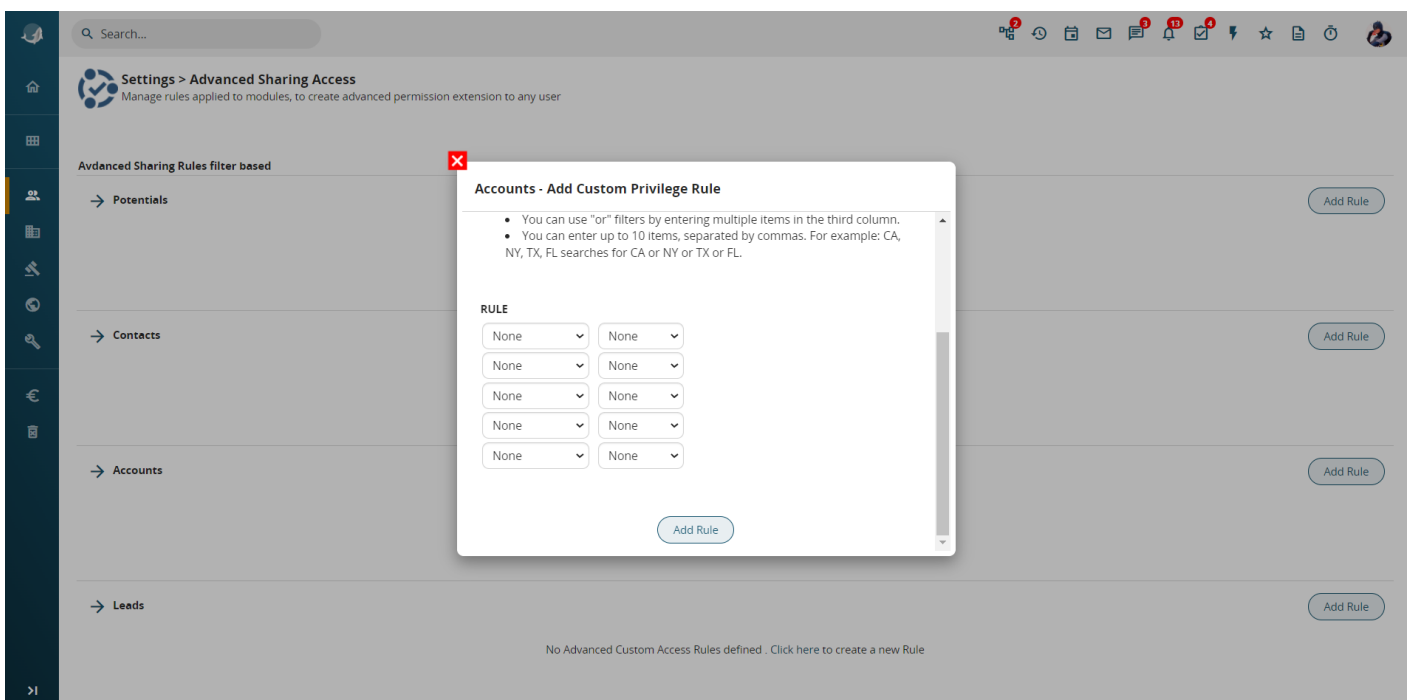 Search...
2
3
13
4
Settings > Advanced Sharing Access
Manage rules applied to modules, to create advanced permission extension to any user
Avdanced Sharing Rules filter based
Potentials
Add Rule
Contacts
Add Rule
Accounts
Add Rule
Leads
Add Rule
No Advanced Custom Access Rules defined . Click here to create a new Rule
Accounts - Add Custom Privilege Rule
• You can use "or" filters by entering multiple items in the third column.
• You can enter up to 10 items, separated by commas. For example: CA,
NY, TX, FL searches for CA or NY or TX or FL.
RULE
None None
None None
None None
None None
None None
Add Rule